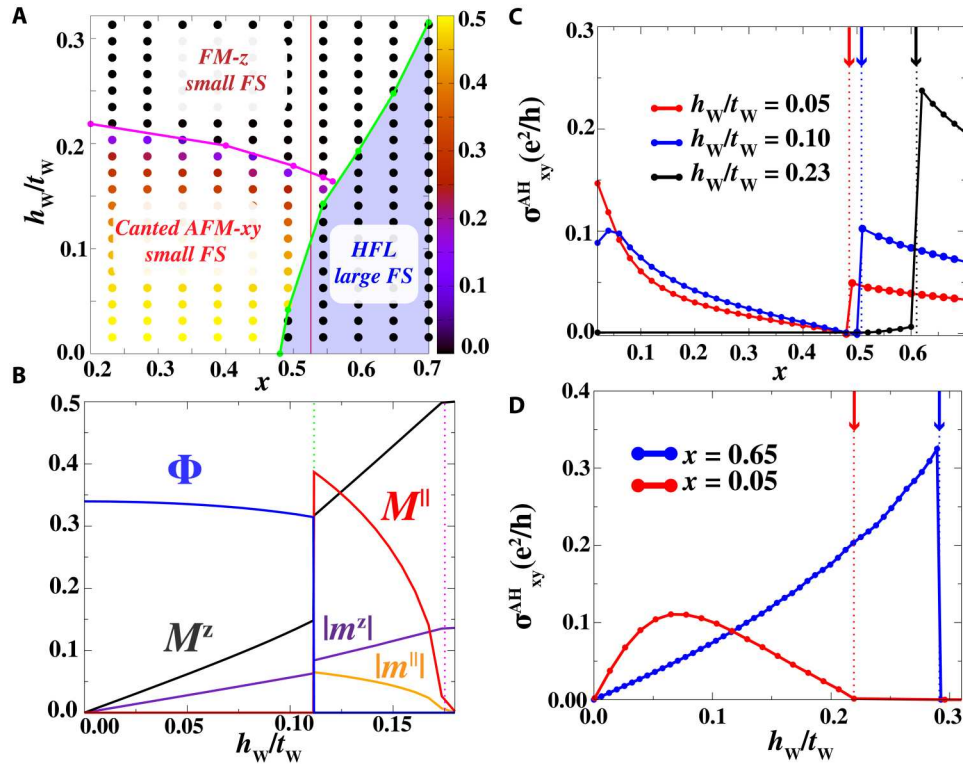 A
0.3
0.2
0.1
0.0
h_W/t_W
FM-z
small FS
Canted AFM-xy
small FS
HFL
large FS
0.2 0.3 0.4 0.5 0.6 0.7
x
0.5
0.4
0.3
0.2
0.1
0.0
B
0.5
0.4
0.3
0.2
0.1
0.0
Φ
M^z
M^||
|m^z|
|m^||||
0.00 0.05 0.10 0.15
h_W/t_W
C
0.3
0.2
0.1
0.0
σ^AH_xy(e²/h)
h_W/t_W = 0.05
h_W/t_W = 0.10
h_W/t_W = 0.23
0.1 0.2 0.3 0.4 0.5 0.6
x
D
0.4
0.3
0.2
0.1
0.00
σ^AH_xy(e²/h)
x = 0.65
x = 0.05
0.0 0.1 0.2 0.3
h_W/t_W